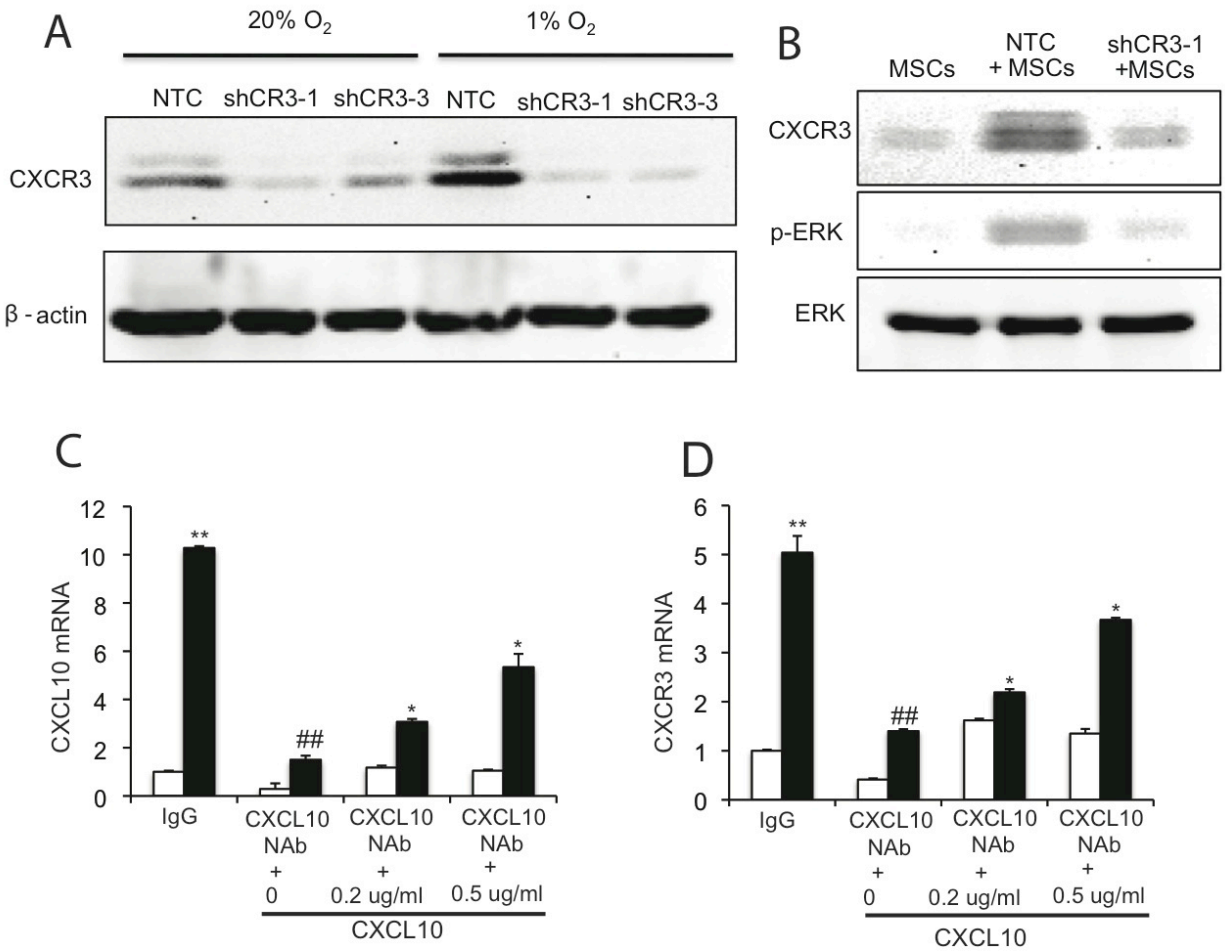 A
20% O2
1% O2
NTC shCR3-1 shCR3-3 NTC shCR3-1 shCR3-3
CXCR3
β - actin
B
MSCs
NTC
+ MSCs
shCR3-1
+MSCs
CXCR3
p-ERK
ERK
C
CXCL10 mRNA
12
10
8
6
4
2
0
**
##
*
*
IgG
CXCL10
NAb
+
0
CXCL10
NAb
+
0.2 ug/ml
CXCL10
NAb
+
0.5 ug/ml
CXCL10
D
CXCR3 mRNA
6
5
4
3
2
1
0
**
##
*
*
IgG
CXCL10
NAb
+
0
CXCL10
NAb
+
0.2 ug/ml
CXCL10
NAb
+
0.5 ug/ml
CXCL10